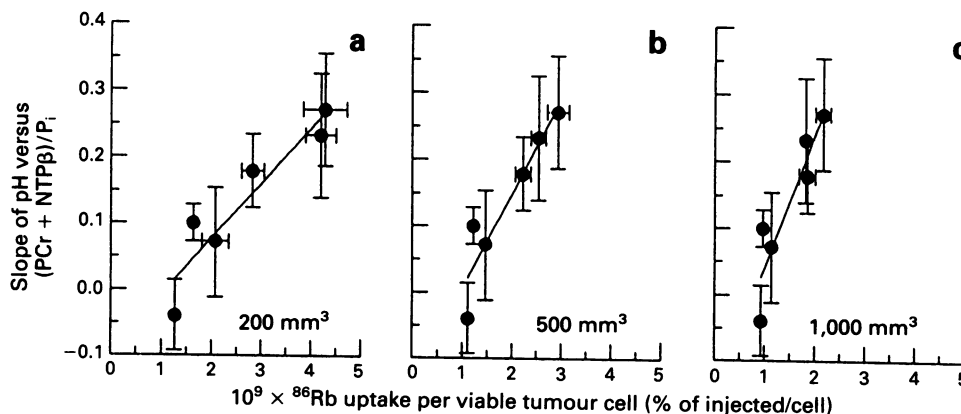 a
b
c
0.4
0.3
0.2
0.1
0.0
−0.1
Slope of pH versus
(PCr + NTPβ)/Pᵢ
200 mm³
500 mm³
1,000 mm³
0 1 2 3 4 5
0 1 2 3 4 5
0 1 2 3 4 5
10⁹ × ⁸⁶Rb uptake per viable tumour cell (% of injected/cell)